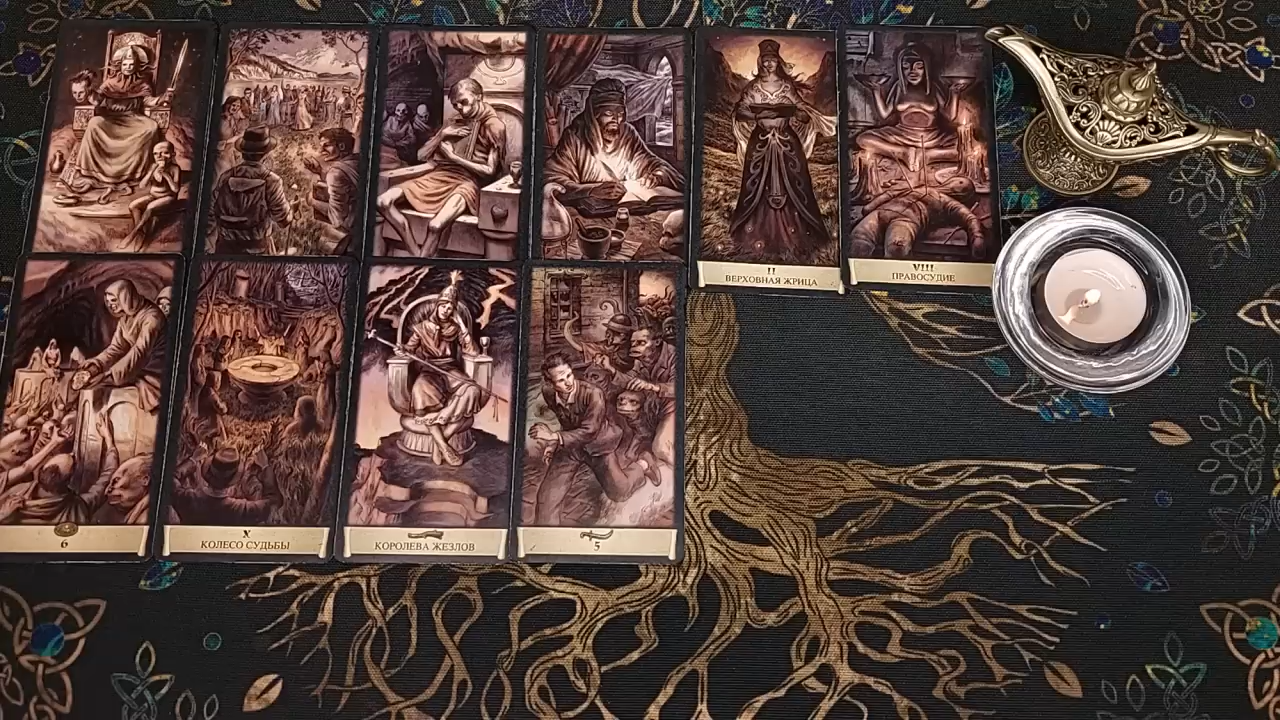 II
ВЕРХОВНАЯ ЖРИЦА
VIII
ПРАВОСУДИЕ
6
X
КОЛЕСО СУДЬБЫ
КОРОЛЕВА ЖЕЗЛОВ
5